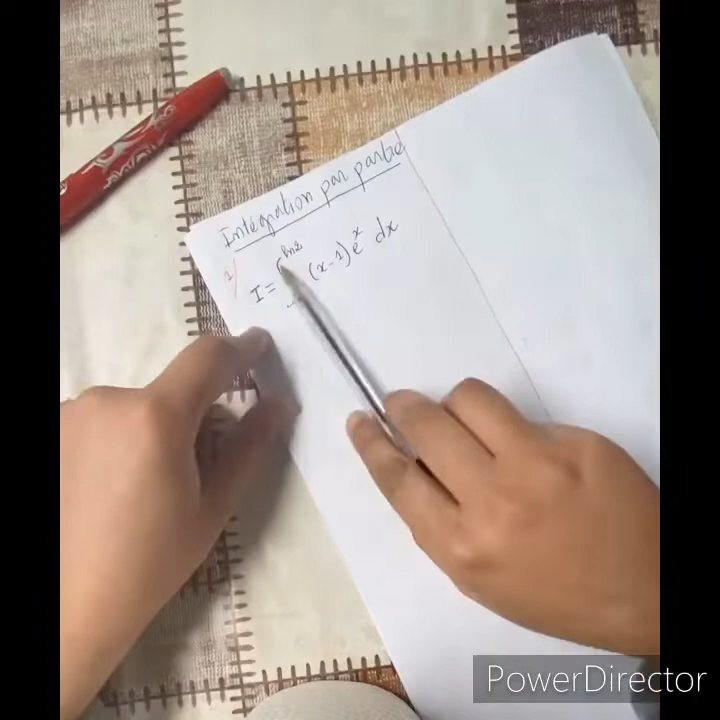 Intégration par partie
1/
I = ∫ ln2 (x-1) e^x dx
PowerDirector